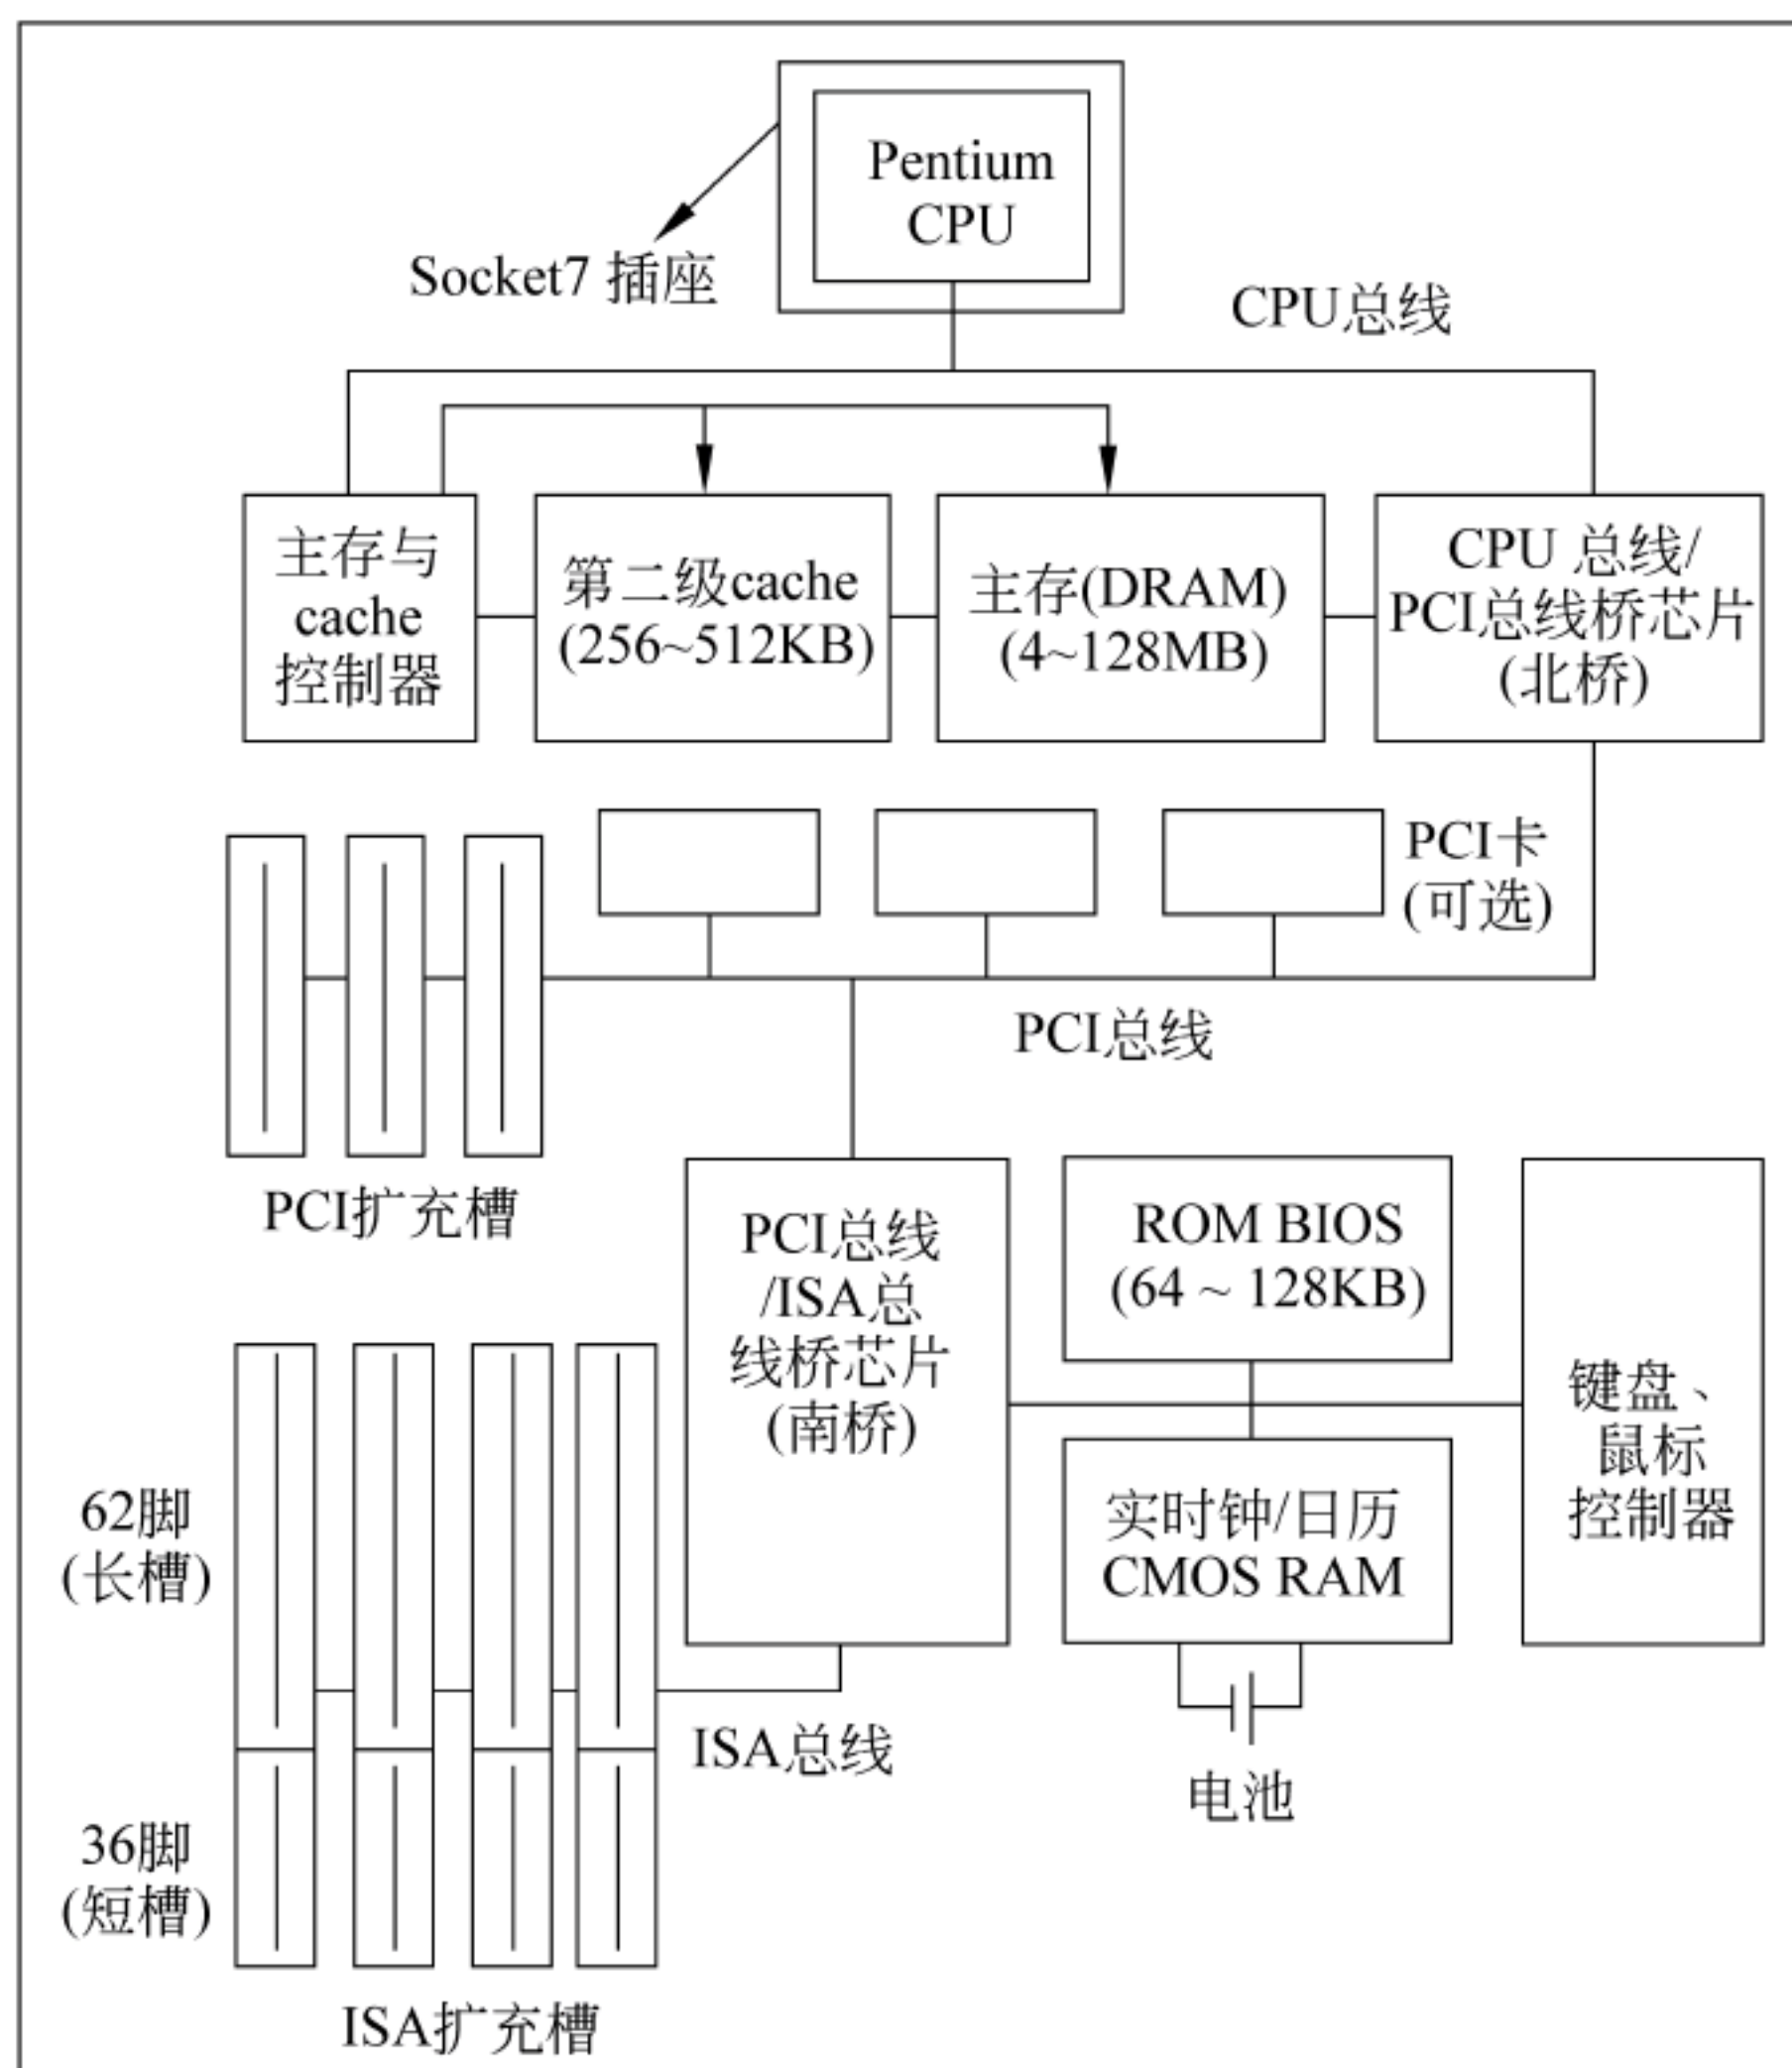 Pentium
CPU
Socket7 插座
CPU总线
主存与
cache
控制器
第二级cache
(256~512KB)
主存(DRAM)
(4~128MB)
CPU 总线/
PCI总线桥芯片
(北桥)
PCI卡
(可选)
PCI总线
PCI扩充槽
PCI总线
/ISA总
线桥芯片
(南桥)
ROM BIOS
(64 ~ 128KB)
键盘、
鼠标
控制器
实时钟/日历
CMOS RAM
62脚
(长槽)
ISA总线
电池
36脚
(短槽)
ISA扩充槽